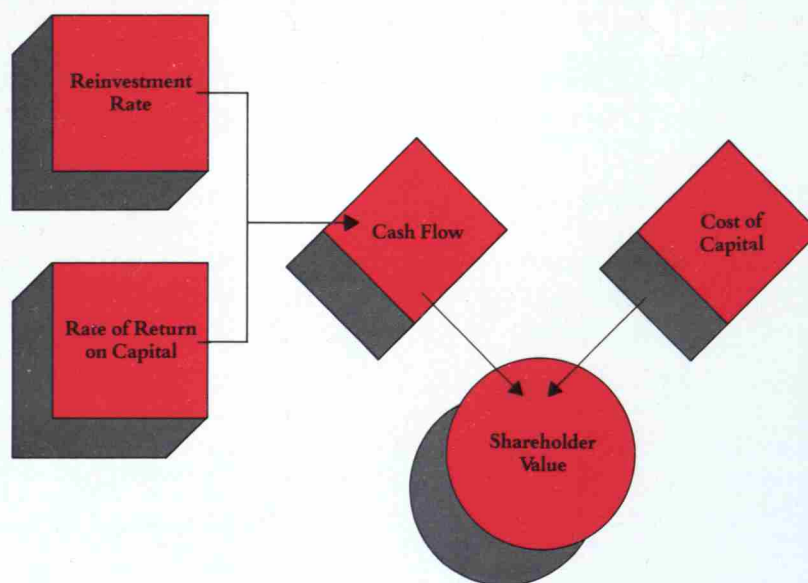 Reinvestment
Rate
Rate of Return
on Capital
Cash Flow
Cost of
Capital
Shareholder
Value